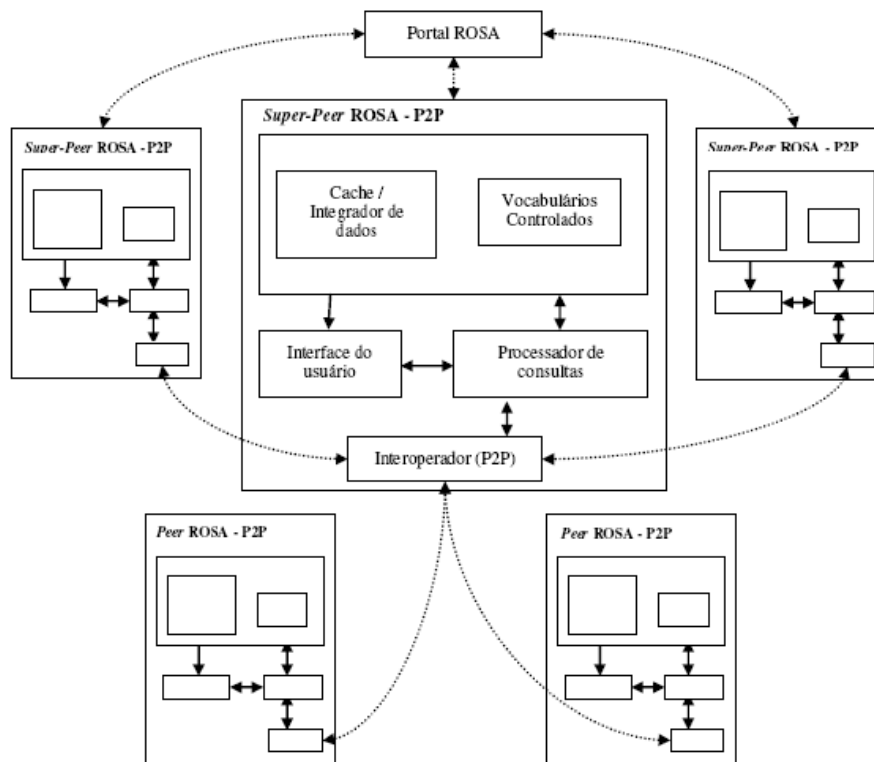 Portal ROSA
Super-Peer ROSA - P2P
Super-Peer ROSA - P2P
Super-Peer ROSA - P2P
Cache /
Integrador de
dados
Vocabulários
Controlados
Interface do
usuário
Processador de
consultas
Interoperador (P2P)
Peer ROSA - P2P
Peer ROSA - P2P